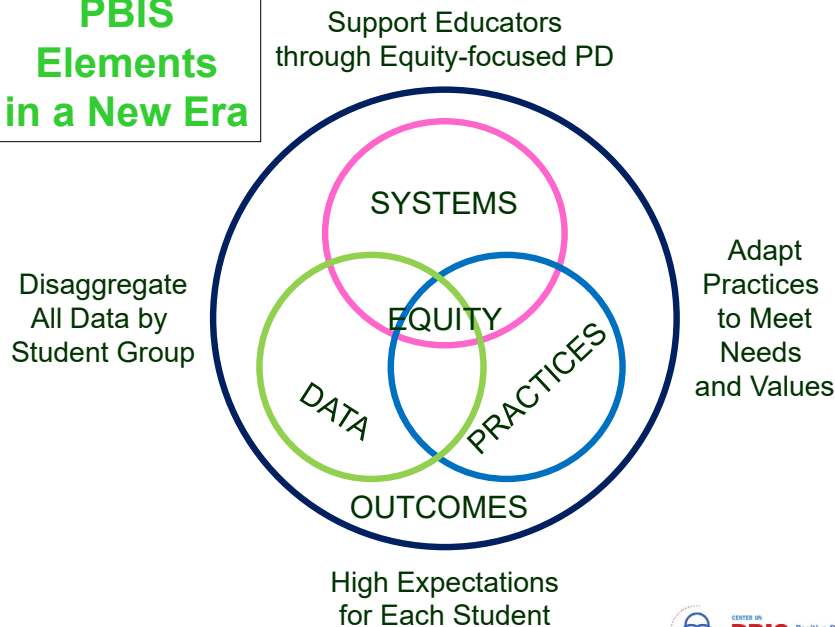 PBIS
Elements
in a New Era
Support Educators
through Equity-focused PD
SYSTEMS
Disaggregate
All Data by
Student Group
EQUITY
Adapt
Practices
to Meet
Needs
and Values
DATA
PRACTICES
OUTCOMES
High Expectations
for Each Student
CENTER ON